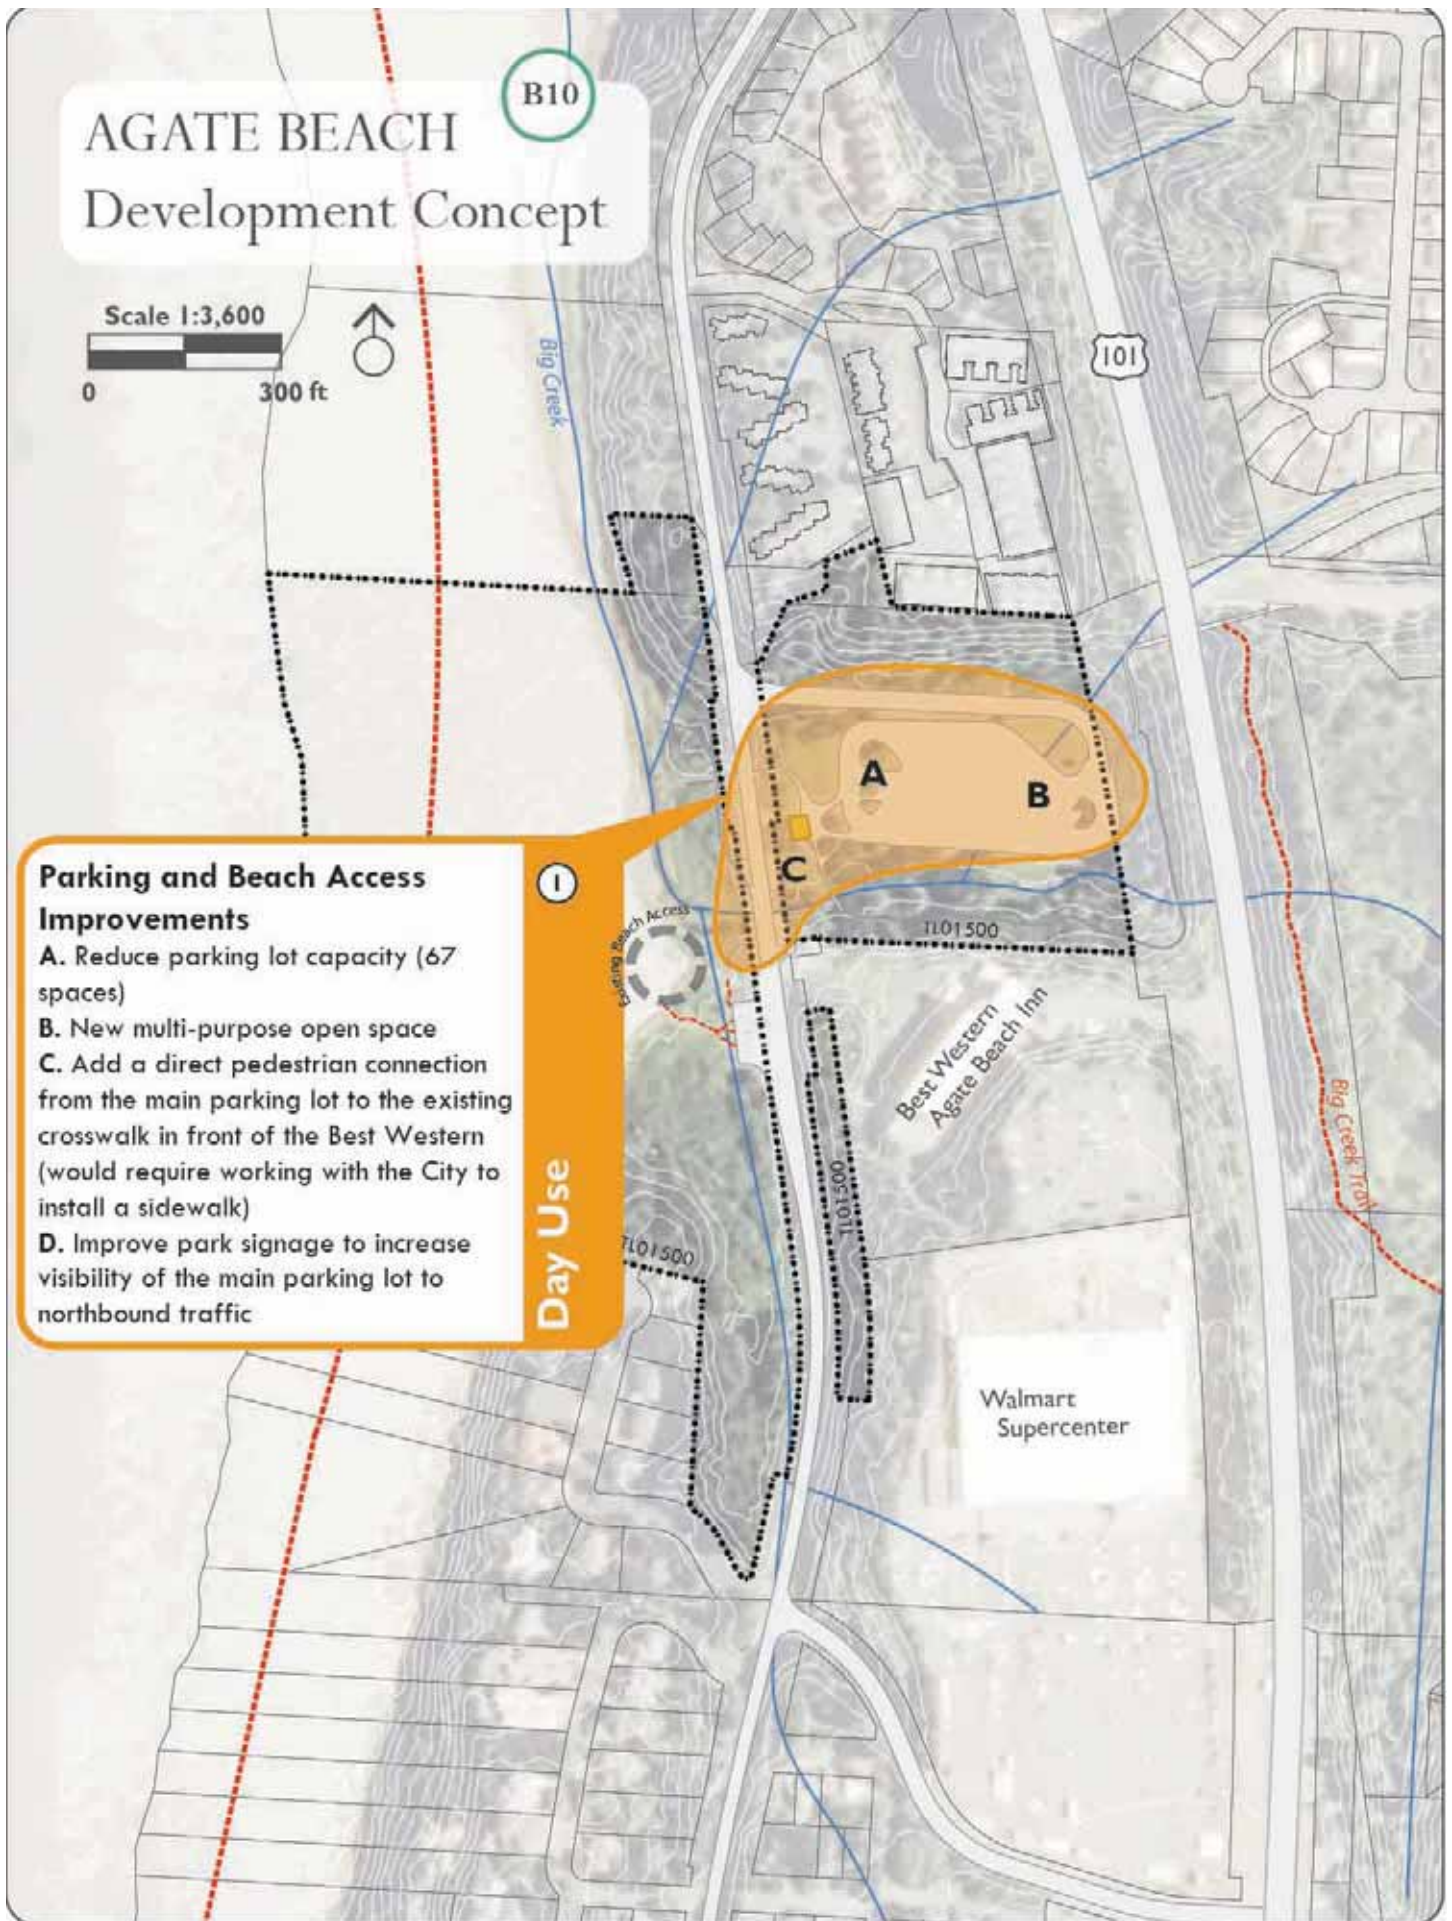 B10
AGATE BEACH
Development Concept
Scale 1:3,600
0 300 ft
Big Creek
101
A
B
C
Parking and Beach Access
Improvements
A. Reduce parking lot capacity (67
spaces)
B. New multi-purpose open space
C. Add a direct pedestrian connection
from the main parking lot to the existing
crosswalk in front of the Best Western
(would require working with the City to
install a sidewalk)
D. Improve park signage to increase
visibility of the main parking lot to
northbound traffic
1
Day Use
Existing Beach Access
TL01500
Best Western
Agate Beach Inn
TL01500
TL01500
Big Creek Trail
Walmart
Supercenter